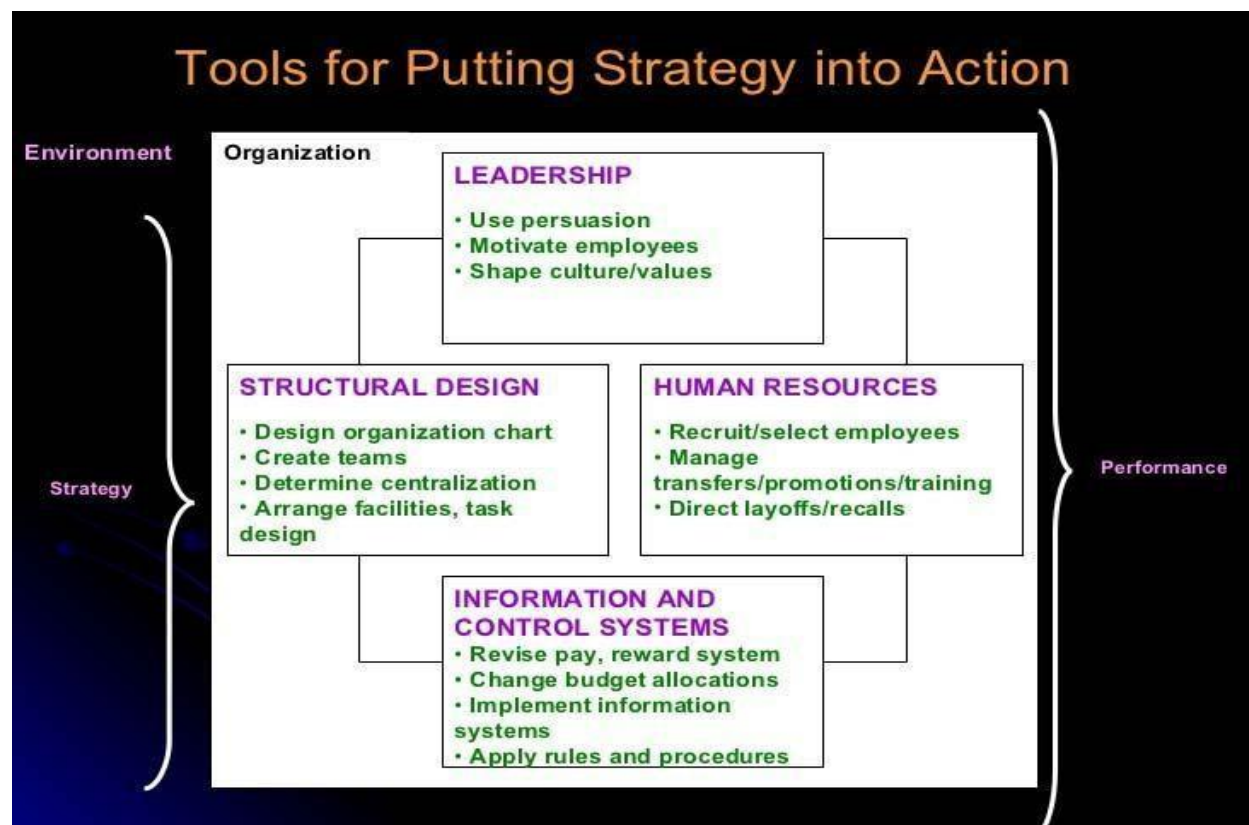 Tools for Putting Strategy into Action
Environment
Organization
LEADERSHIP
• Use persuasion
• Motivate employees
• Shape culture/values
STRUCTURAL DESIGN
• Design organization chart
• Create teams
• Determine centralization
• Arrange facilities, task
design
HUMAN RESOURCES
• Recruit/select employees
• Manage
transfers/promotions/training
• Direct layoffs/recalls
Strategy
Performance
INFORMATION AND
CONTROL SYSTEMS
• Revise pay, reward system
• Change budget allocations
• Implement information
systems
• Apply rules and procedures